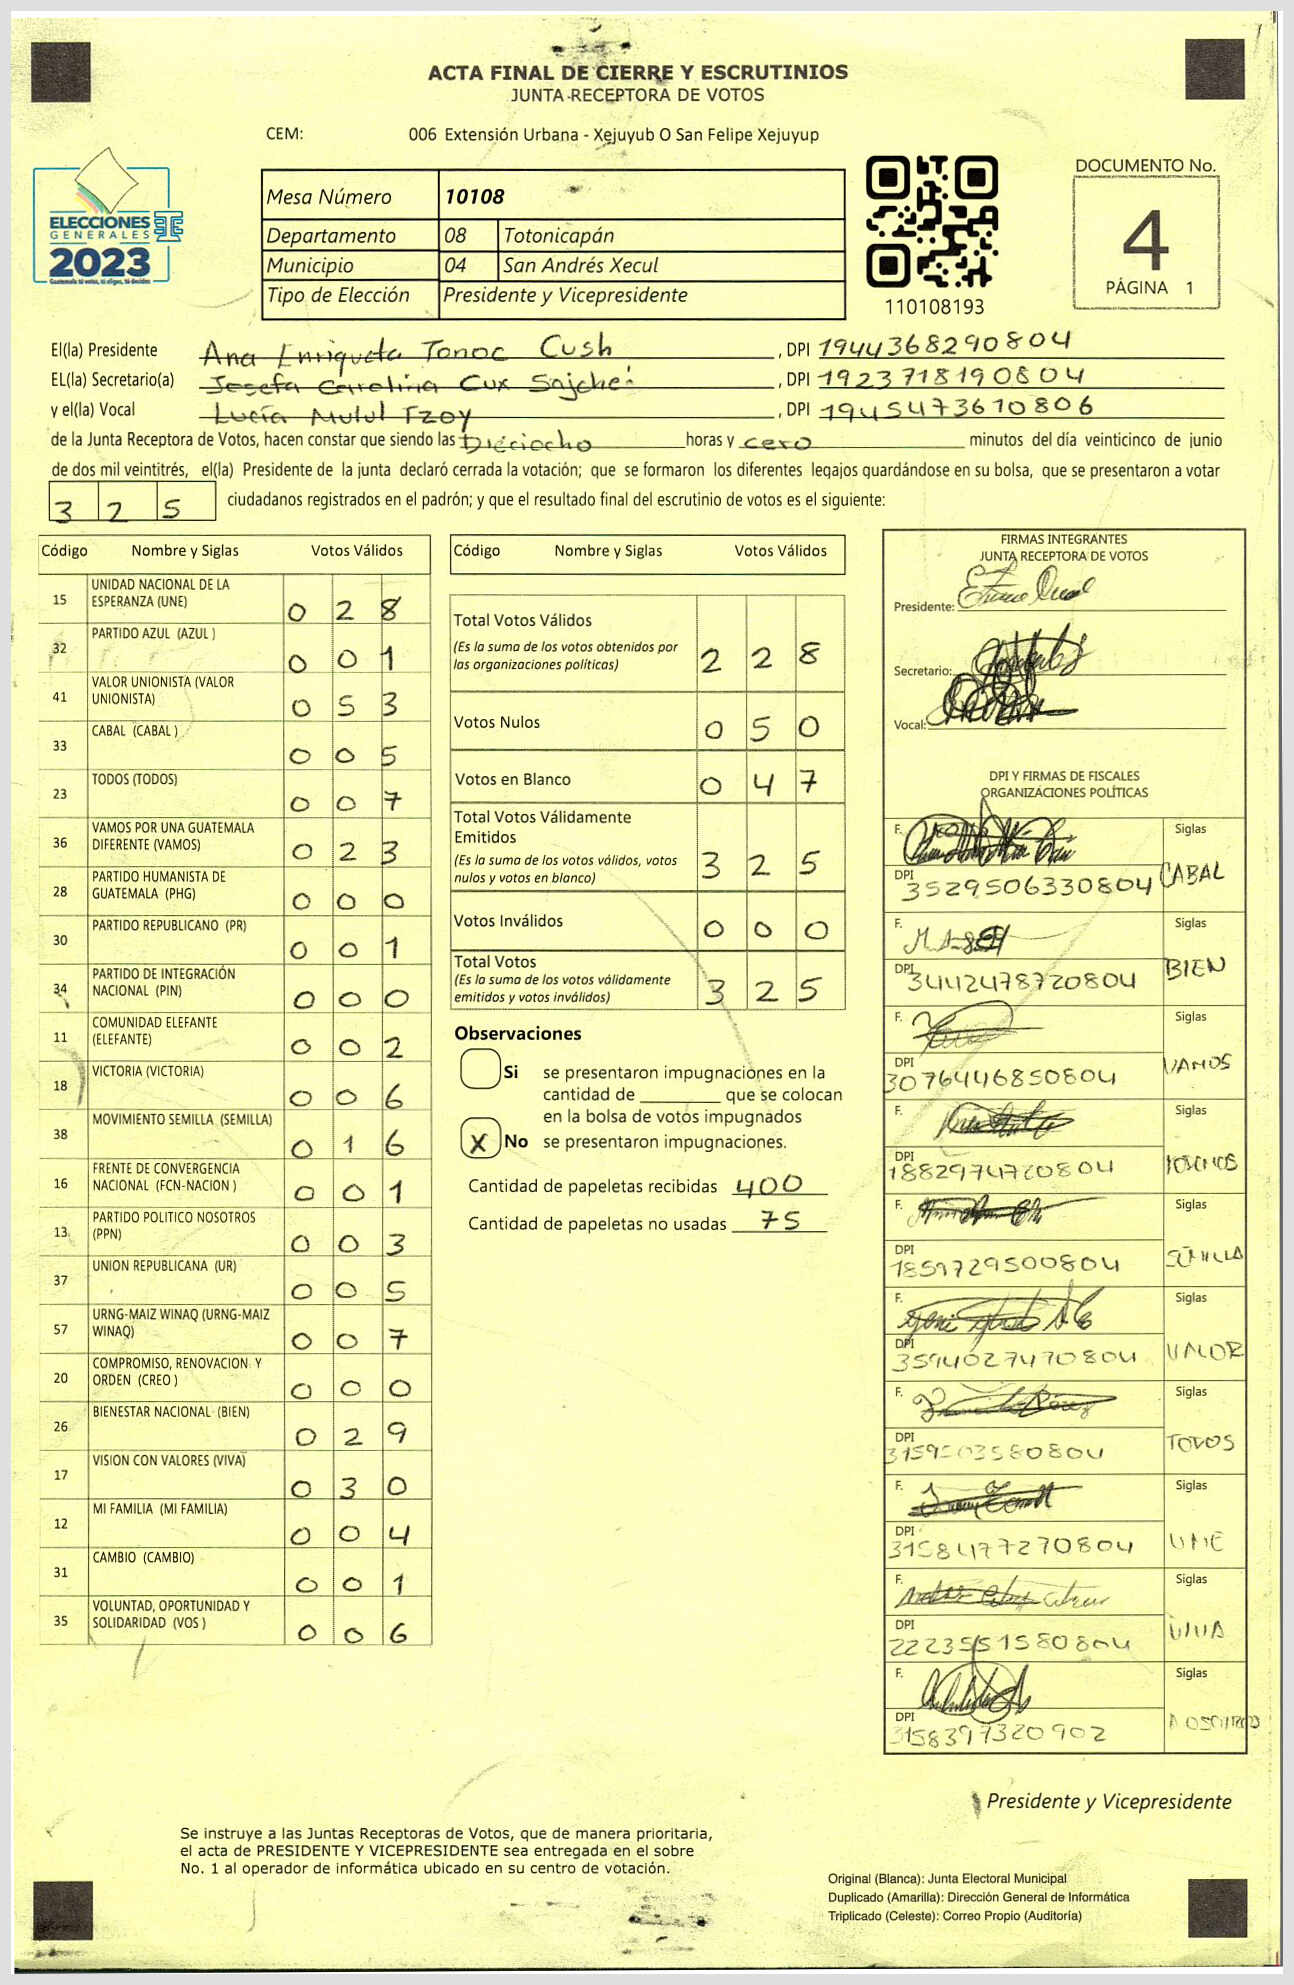 ACTA FINAL DE CIERRE Y ESCRUTINIOS
JUNTA RECEPTORA DE VOTOS
CEM: 006 Extensión Urbana - Xejuyub O San Felipe Xejuyup
ELECCIONES
GENERALES
2023
Guatemala tú votas, tú eliges, tú decides
Mesa Número 10108
Departamento 08 Totonicapán
Municipio 04 San Andrés Xecul
Tipo de Elección Presidente y Vicepresidente
110108193
DOCUMENTO No.
4
PÁGINA 1
El(la) Presidente Ana Enriqueta Tonoc Cush , DPI 1944368290804
EL(la) Secretario(a) Josefa Carolina Cux Sajché , DPI 1923718190804
y el(la) Vocal Lucía Mulul Tzoy , DPI 1945473610806
de la Junta Receptora de Votos, hacen constar que siendo las Dieciocho horas y cero minutos del día veinticinco de junio
de dos mil veintitrés, el(la) Presidente de la junta declaró cerrada la votación; que se formaron los diferentes legajos guardándose en su bolsa, que se presentaron a votar
3 2 5 ciudadanos registrados en el padrón; y que el resultado final del escrutinio de votos es el siguiente:
Código Nombre y Siglas Votos Válidos
15 UNIDAD NACIONAL DE LA
ESPERANZA (UNE) 0 2 8
32 PARTIDO AZUL (AZUL ) 0 0 1
41 VALOR UNIONISTA (VALOR
UNIONISTA) 0 5 3
33 CABAL (CABAL ) 0 0 5
23 TODOS (TODOS) 0 0 7
36 VAMOS POR UNA GUATEMALA
DIFERENTE (VAMOS) 0 2 3
28 PARTIDO HUMANISTA DE
GUATEMALA (PHG) 0 0 0
30 PARTIDO REPUBLICANO (PR) 0 0 1
34 PARTIDO DE INTEGRACIÓN
NACIONAL (PIN) 0 0 0
11 COMUNIDAD ELEFANTE
(ELEFANTE) 0 0 2
18 VICTORIA (VICTORIA) 0 0 6
38 MOVIMIENTO SEMILLA (SEMILLA) 0 1 6
16 FRENTE DE CONVERGENCIA
NACIONAL (FCN-NACION ) 0 0 1
13 PARTIDO POLITICO NOSOTROS
(PPN) 0 0 3
37 UNION REPUBLICANA (UR) 0 0 5
57 URNG-MAIZ WINAQ (URNG-MAIZ
WINAQ) 0 0 7
20 COMPROMISO, RENOVACION Y
ORDEN (CREO ) 0 0 0
26 BIENESTAR NACIONAL (BIEN) 0 2 9
17 VISION CON VALORES (VIVA) 0 3 0
12 MI FAMILIA (MI FAMILIA) 0 0 4
31 CAMBIO (CAMBIO) 0 0 1
35 VOLUNTAD, OPORTUNIDAD Y
SOLIDARIDAD (VOS ) 0 0 6
Código Nombre y Siglas Votos Válidos
Total Votos Válidos
(Es la suma de los votos obtenidos por
las organizaciones políticas) 2 2 8
Votos Nulos 0 5 0
Votos en Blanco 0 4 7
Total Votos Válidamente
Emitidos
(Es la suma de los votos válidos, votos
nulos y votos en blanco) 3 2 5
Votos Inválidos 0 0 0
Total Votos
(Es la suma de los votos válidamente
emitidos y votos inválidos) 3 2 5
Observaciones
Si se presentaron impugnaciones en la
cantidad de ________ que se colocan
en la bolsa de votos impugnados
X No se presentaron impugnaciones.
Cantidad de papeletas recibidas 400
Cantidad de papeletas no usadas 75
FIRMAS INTEGRANTES
JUNTA RECEPTORA DE VOTOS
Presidente:
Secretario:
Vocal:
DPI Y FIRMAS DE FISCALES
ORGANIZACIONES POLÍTICAS
F. Siglas
DPI 3529506330804 CABAL
F. Siglas
DPI 3442478720804 BIEN
F. Siglas
DPI 3076446850804 VAMOS
F. Siglas
DPI 1882974720804
F. Siglas
DPI 1859729500804 SEMILLA
F. Siglas
DPI 3594027470804 VALOR
F. Siglas
DPI 3159503580804 TODOS
F. Siglas
DPI 3158477270804 UNE
F. Siglas
DPI 2223551580804 VIVA
F. Siglas
DPI 3158397320902 NOSOTROS
Presidente y Vicepresidente
Se instruye a las Juntas Receptoras de Votos, que de manera prioritaria,
el acta de PRESIDENTE Y VICEPRESIDENTE sea entregada en el sobre
No. 1 al operador de informática ubicado en su centro de votación.
Original (Blanca): Junta Electoral Municipal
Duplicado (Amarilla): Dirección General de Informática
Triplicado (Celeste): Correo Propio (Auditoría)